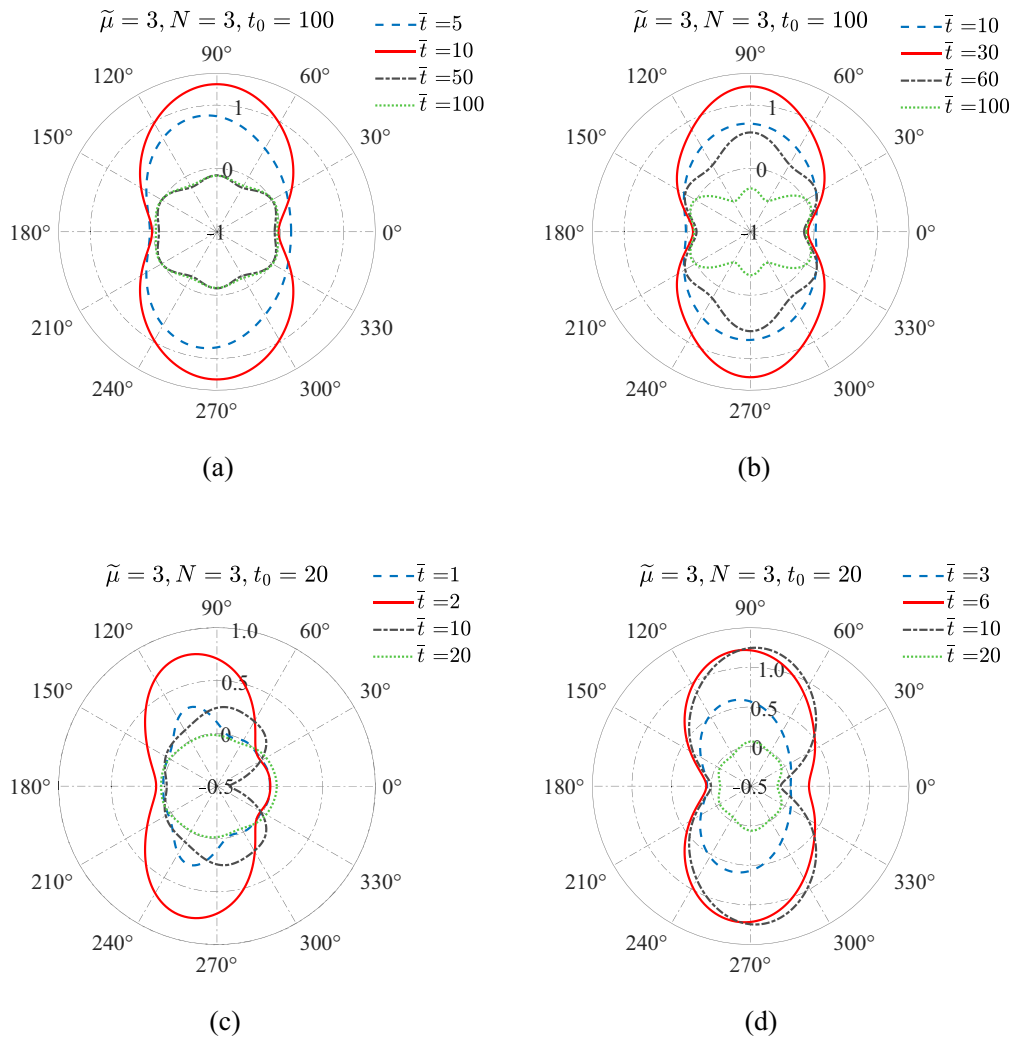 μ̃ = 3, N = 3, t₀ = 100
t̄ =5
t̄ =10
t̄ =50
t̄ =100
90°
120°
60°
150°
30°
180°
0°
210°
330
240°
300°
270°
1
0
-1
(a)
μ̃ = 3, N = 3, t₀ = 100
t̄ =10
t̄ =30
t̄ =60
t̄ =100
90°
120°
60°
150°
30°
180°
0°
210°
330°
240°
300°
270°
1
0
-1
(b)
μ̃ = 3, N = 3, t₀ = 20
t̄ =1
t̄ =2
t̄ =10
t̄ =20
90°
120°
60°
150°
30°
180°
0°
210°
330°
240°
300°
270°
1.0
0.5
0
-0.5
(c)
μ̃ = 3, N = 3, t₀ = 20
t̄ =3
t̄ =6
t̄ =10
t̄ =20
90°
120°
60°
150°
30°
180°
0°
210°
330°
240°
300°
270°
1.0
0.5
0
-0.5
(d)